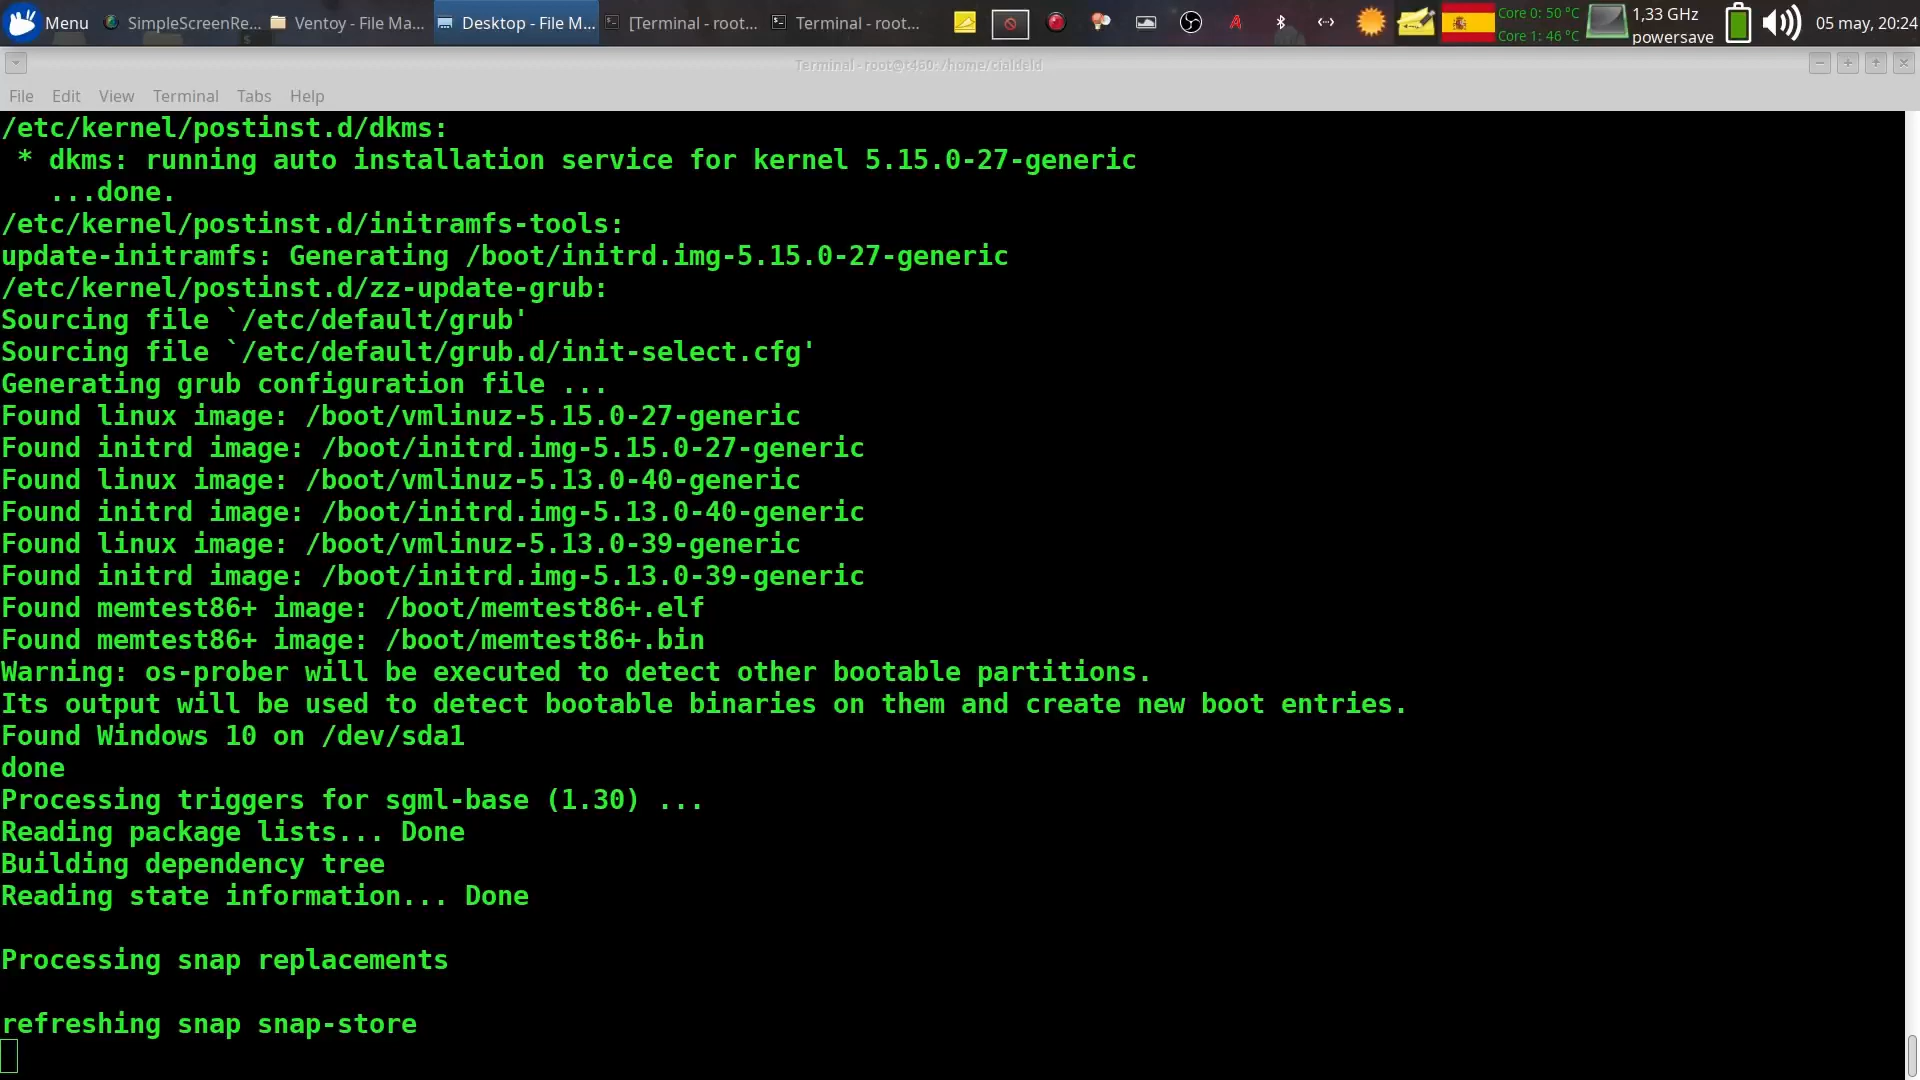 Menu SimpleScreenRe... Ventoy - File Ma... Desktop - File M... [Terminal - root... Terminal - root... A Core 0: 50 °C 1,33 GHz 05 may, 20:24
Core 1: 46 °C powersave
Terminal - root@t460: /home/cialdeld
File Edit View Terminal Tabs Help
/etc/kernel/postinst.d/dkms:
 * dkms: running auto installation service for kernel 5.15.0-27-generic
   ...done.
/etc/kernel/postinst.d/initramfs-tools:
update-initramfs: Generating /boot/initrd.img-5.15.0-27-generic
/etc/kernel/postinst.d/zz-update-grub:
Sourcing file `/etc/default/grub'
Sourcing file `/etc/default/grub.d/init-select.cfg'
Generating grub configuration file ...
Found linux image: /boot/vmlinuz-5.15.0-27-generic
Found initrd image: /boot/initrd.img-5.15.0-27-generic
Found linux image: /boot/vmlinuz-5.13.0-40-generic
Found initrd image: /boot/initrd.img-5.13.0-40-generic
Found linux image: /boot/vmlinuz-5.13.0-39-generic
Found initrd image: /boot/initrd.img-5.13.0-39-generic
Found memtest86+ image: /boot/memtest86+.elf
Found memtest86+ image: /boot/memtest86+.bin
Warning: os-prober will be executed to detect other bootable partitions.
Its output will be used to detect bootable binaries on them and create new boot entries.
Found Windows 10 on /dev/sda1
done
Processing triggers for sgml-base (1.30) ...
Reading package lists... Done
Building dependency tree
Reading state information... Done
Processing snap replacements
refreshing snap snap-store